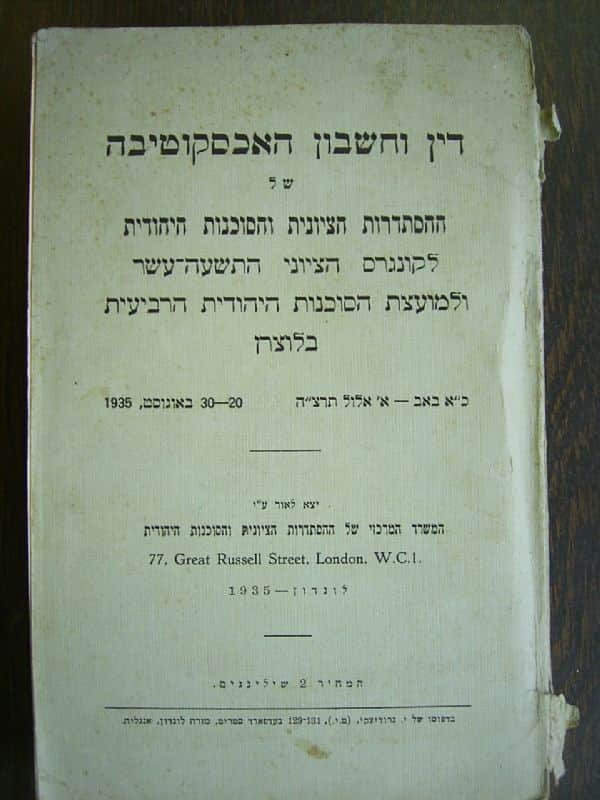 דין וחשבון האכסקוטיבה
של
ההסתדרות הציונית והסוכנות היהודית
לקונגרס הציוני התשעה־עשר
ולמועצת הסוכנות היהודית הרביעית
בלוצרן
כ״א באב — א׳ אלול תרצ״ה 20—30 באוגוסט, 1935
יצא לאור ע״י
המשרד המרכזי של ההסתדרות הציונית והסוכנות היהודית
77, Great Russell Street, London, W.C.1.
לונדון — 1935
המחיר 2 שילינגים.
בדפוסו של י. נרודיצקי, (מ.י.), 129-131 בעדפארד סטריט, מזרח לונדון, אנגליה.